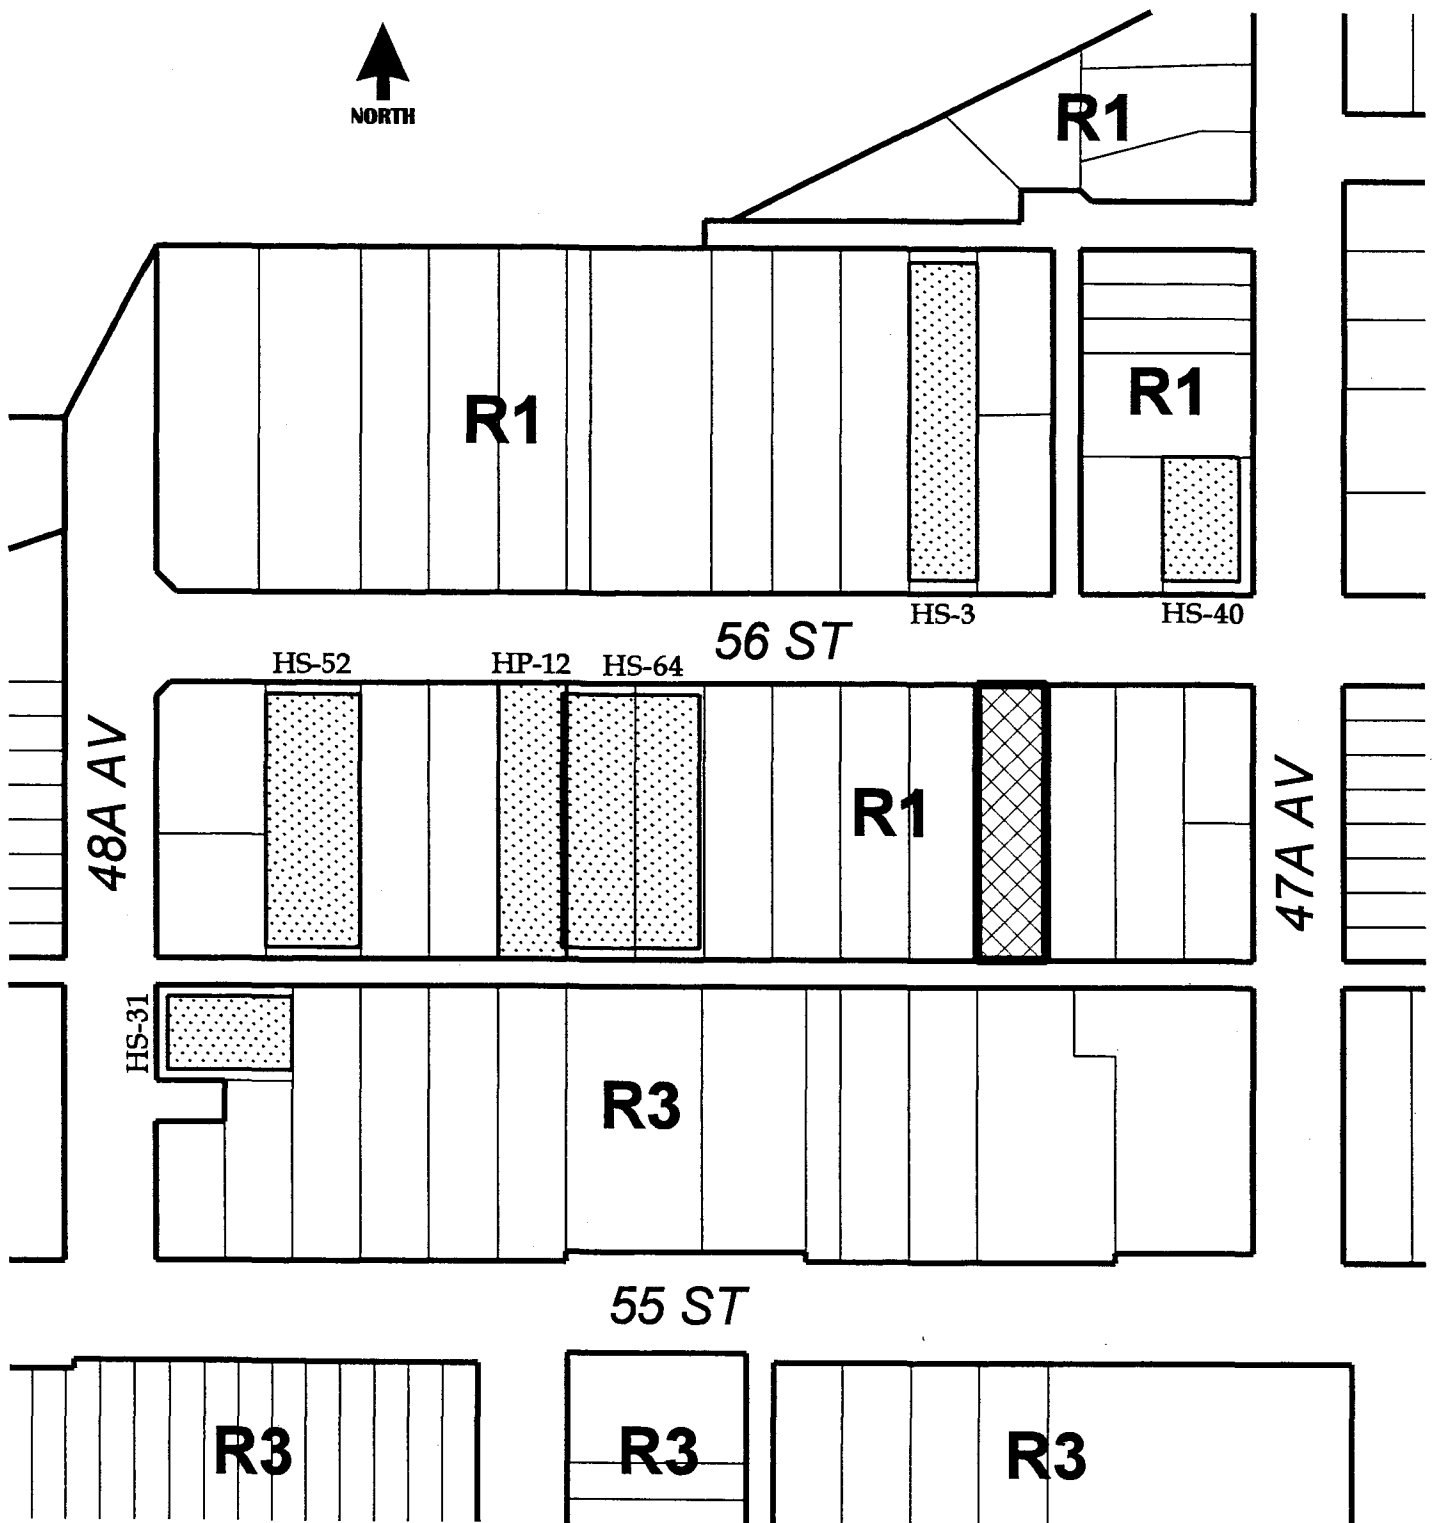 NORTH
R1
R1
R1
HS-3
HS-40
56 ST
HS-52
HP-12
HS-64
48A AV
R1
47A AV
HS-31
R3
55 ST
R3
R3
R3